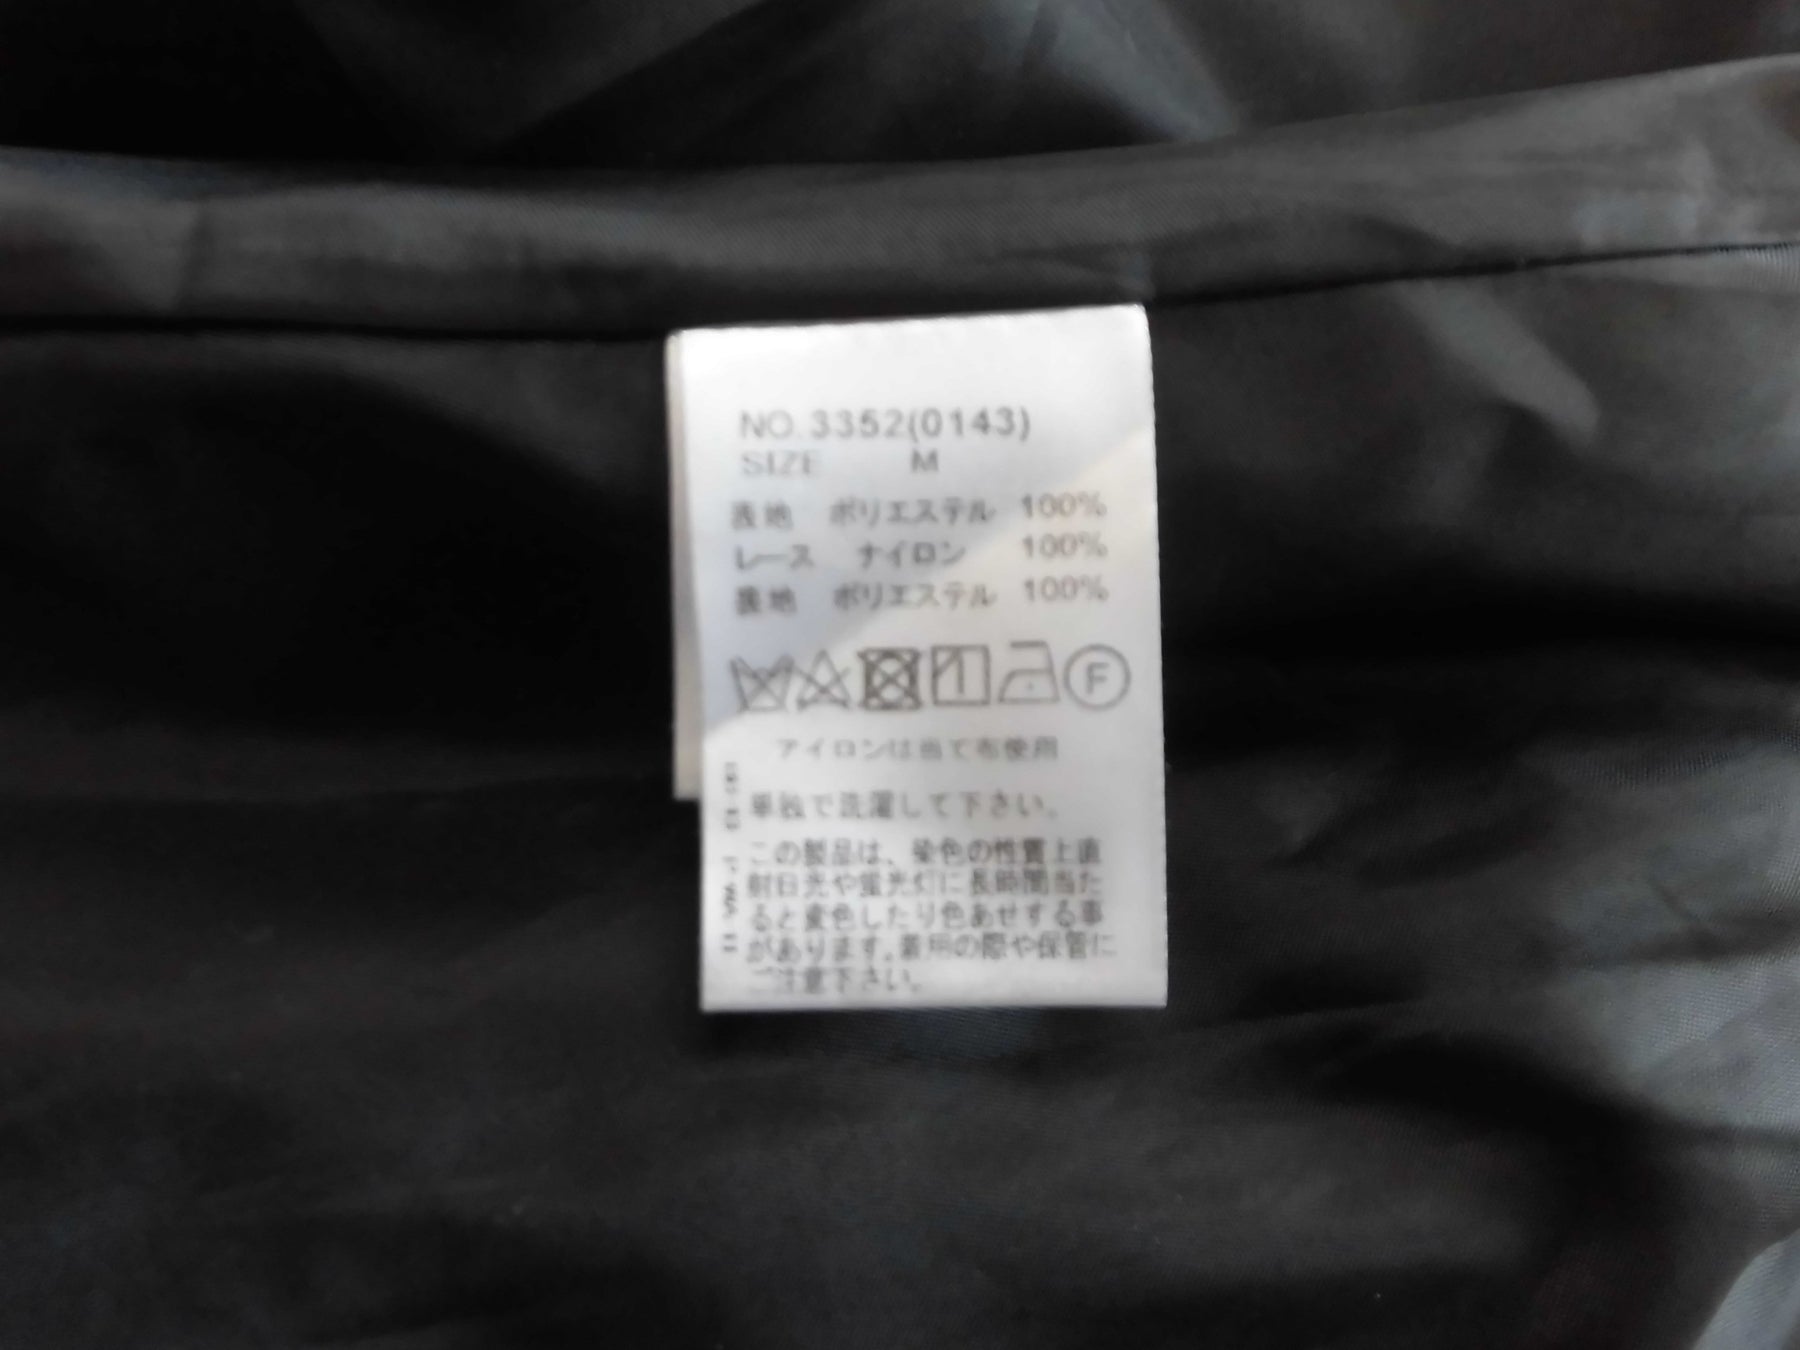 NO.3352(0143)
SIZE M
表地 ポリエステル 100%
レース ナイロン 100%
裏地 ポリエステル 100%
F
アイロンは当て布使用
単独で洗濯して下さい。
この製品は、染色の性質上直
射日光や蛍光灯に長時間当た
ると変色したり色あせする事
があります。着用の際や保管に
ご注意下さい。